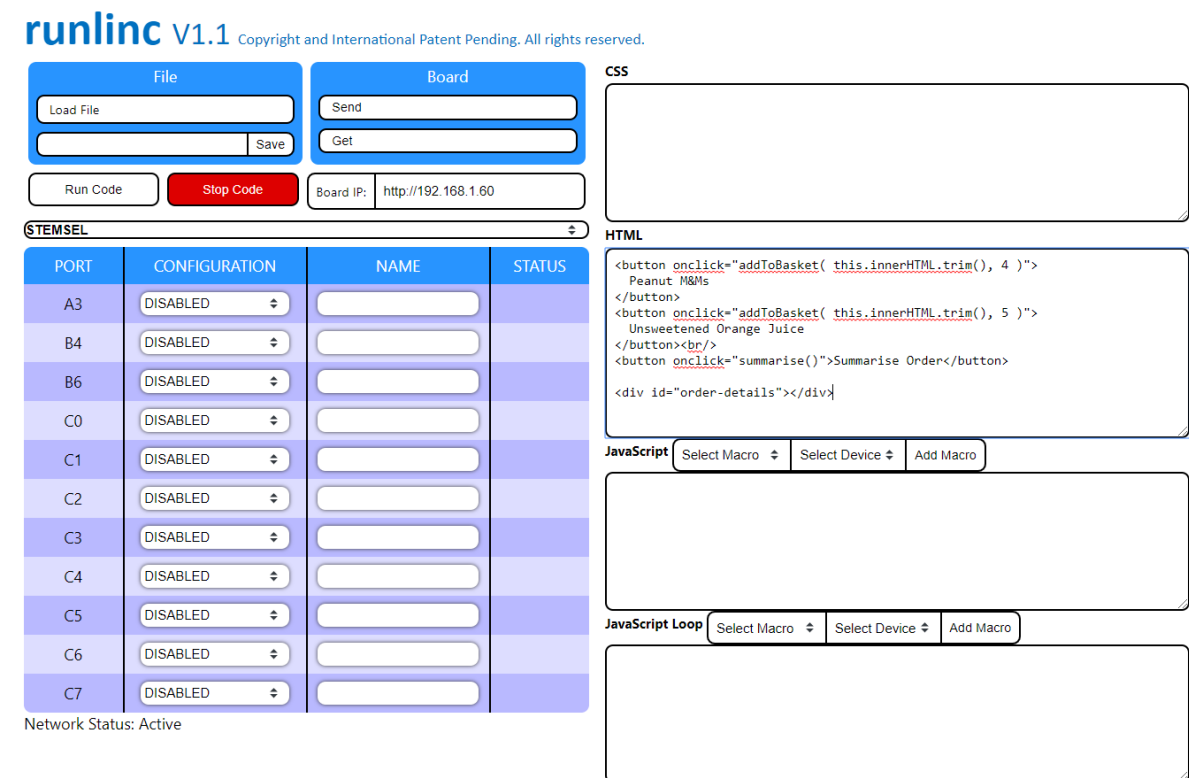 runlinc V1.1 Copyright and International Patent Pending. All rights reserved.
File
Load File
Save
Board
Send
Get
Run Code
Stop Code
Board IP: http://192.168.1.60
STEMSEL
PORT CONFIGURATION NAME STATUS
A3 DISABLED
B4 DISABLED
B6 DISABLED
C0 DISABLED
C1 DISABLED
C2 DISABLED
C3 DISABLED
C4 DISABLED
C5 DISABLED
C6 DISABLED
C7 DISABLED
Network Status: Active
CSS
HTML
<button onclick="addToBasket( this.innerHTML.trim(), 4 )">
  Peanut M&Ms
</button>
<button onclick="addToBasket( this.innerHTML.trim(), 5 )">
  Unsweetened Orange Juice
</button><br/>
<button onclick="summarise()">Summarise Order</button>
<div id="order-details"></div>
JavaScript Select Macro Select Device Add Macro
JavaScript Loop Select Macro Select Device Add Macro